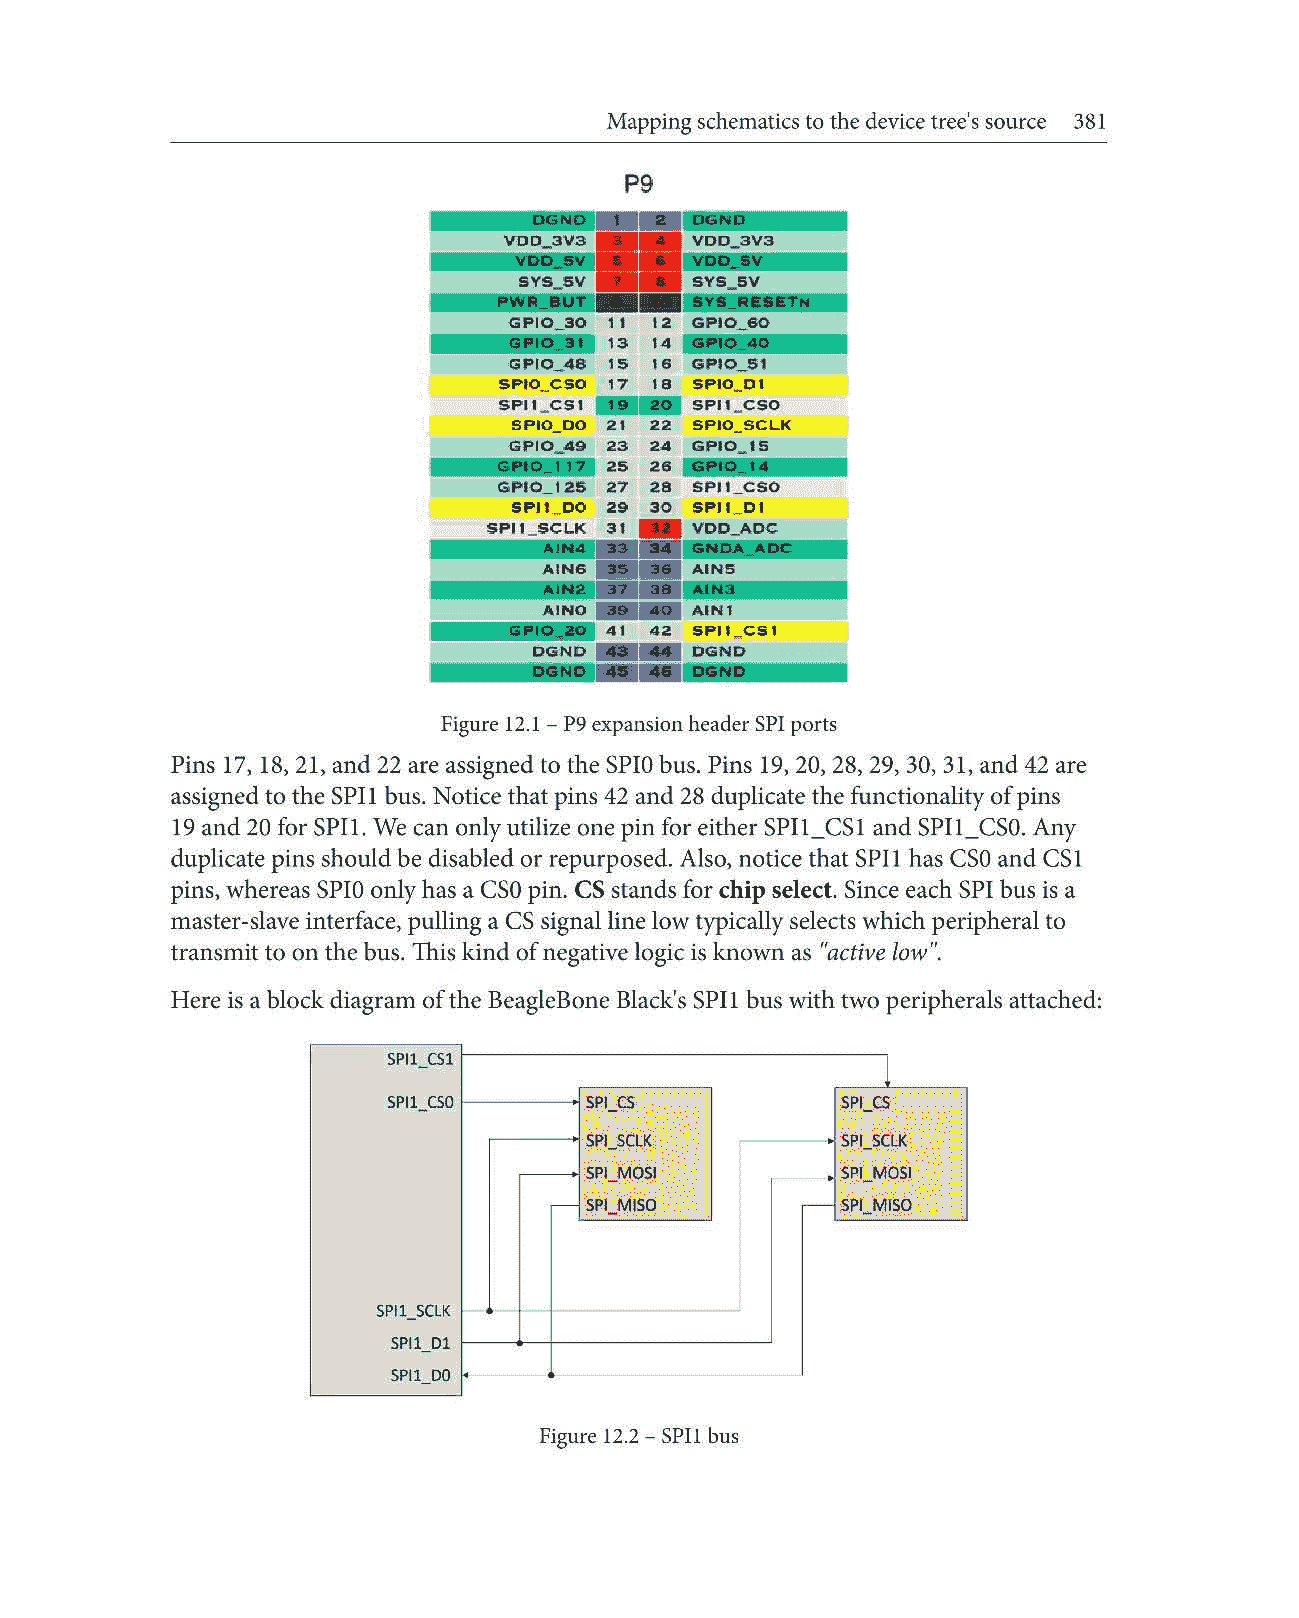 Mapping schematics to the device tree's source 381
P9
DGND 1 2 DGND
VDD_3V3 3 4 VDD_3V3
VDD_5V 5 6 VDD_5V
SYS_5V 7 8 SYS_5V
PWR_BUT SYS_RESETN
GPIO_30 11 12 GPIO_60
GPIO_31 13 14 GPIO_40
GPIO_48 15 16 GPIO_51
SPI0_CS0 17 18 SPI0_D1
SPI1_CS1 19 20 SPI1_CS0
SPI0_D0 21 22 SPI0_SCLK
GPIO_49 23 24 GPIO_15
GPIO_117 25 26 GPIO_14
GPIO_125 27 28 SPI1_CS0
SPI1_D0 29 30 SPI1_D1
SPI1_SCLK 31 32 VDD_ADC
AIN4 33 34 GNDA_ADC
AIN6 35 36 AIN5
AIN2 37 38 AIN3
AIN0 39 40 AIN1
GPIO_20 41 42 SPI1_CS1
DGND 43 44 DGND
DGND 45 46 DGND
Figure 12.1 – P9 expansion header SPI ports
Pins 17, 18, 21, and 22 are assigned to the SPI0 bus. Pins 19, 20, 28, 29, 30, 31, and 42 are
assigned to the SPI1 bus. Notice that pins 42 and 28 duplicate the functionality of pins
19 and 20 for SPI1. We can only utilize one pin for either SPI1_CS1 and SPI1_CS0. Any
duplicate pins should be disabled or repurposed. Also, notice that SPI1 has CS0 and CS1
pins, whereas SPI0 only has a CS0 pin. CS stands for chip select. Since each SPI bus is a
master-slave interface, pulling a CS signal line low typically selects which peripheral to
transmit to on the bus. This kind of negative logic is known as "active low".
Here is a block diagram of the BeagleBone Black's SPI1 bus with two peripherals attached:
SPI1_CS1
SPI1_CS0 SPI_CS SPI_CS
SPI_SCLK SPI_SCLK
SPI_MOSI SPI_MOSI
SPI_MISO SPI_MISO
SPI1_SCLK
SPI1_D1
SPI1_D0
Figure 12.2 – SPI1 bus